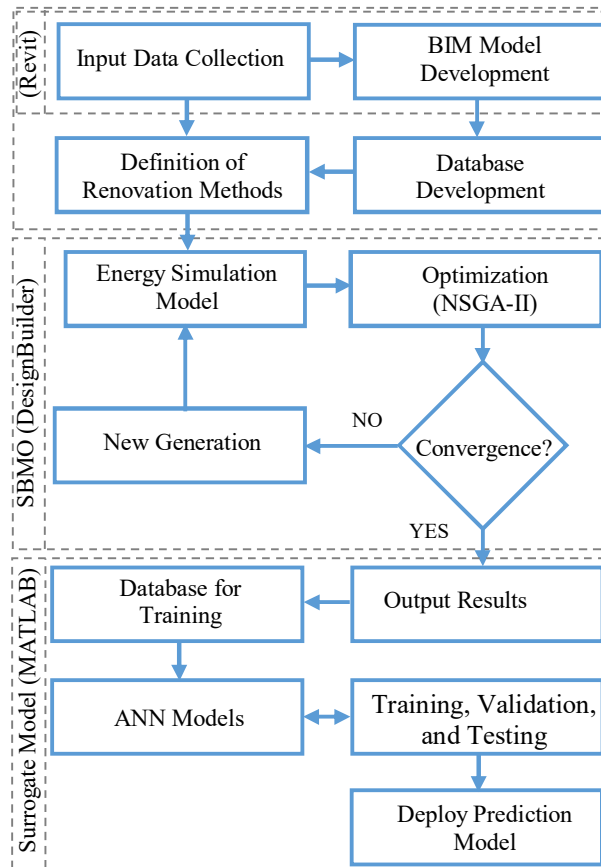 (Revit)
Input Data Collection
BIM Model
Development
Definition of
Renovation Methods
Database
Development
SBMO (DesignBuilder)
Energy Simulation
Model
Optimization
(NSGA-II)
New Generation
NO
Convergence?
YES
Surrogate Model (MATLAB)
Database for
Training
Output Results
ANN Models
Training, Validation,
and Testing
Deploy Prediction
Model